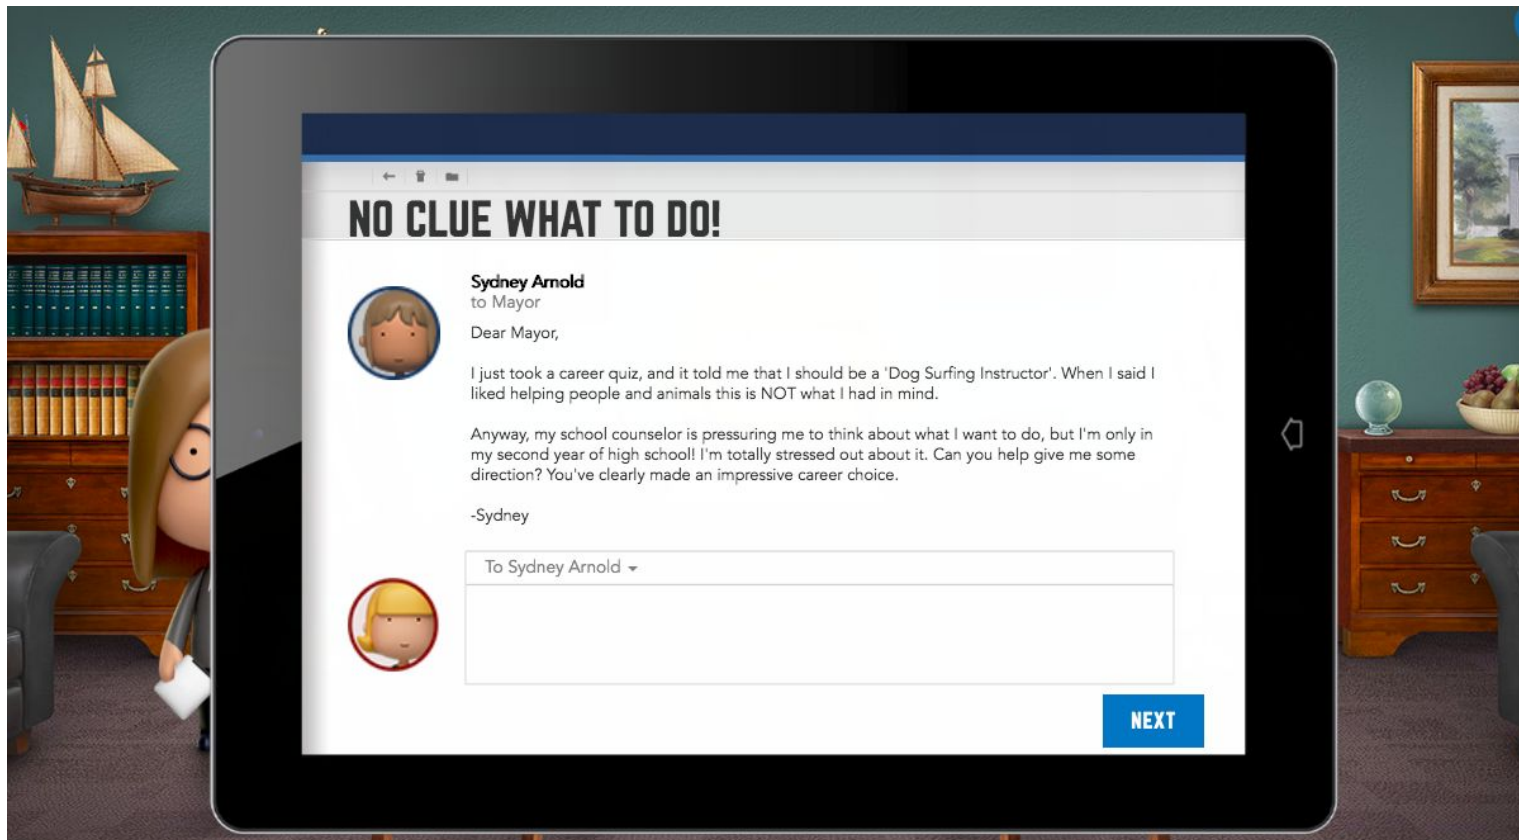 NO CLUE WHAT TO DO!
Sydney Arnold
to Mayor
Dear Mayor,
I just took a career quiz, and it told me that I should be a 'Dog Surfing Instructor'. When I said I
liked helping people and animals this is NOT what I had in mind.
Anyway, my school counselor is pressuring me to think about what I want to do, but I'm only in
my second year of high school! I'm totally stressed out about it. Can you help give me some
direction? You've clearly made an impressive career choice.
-Sydney
To Sydney Arnold
NEXT